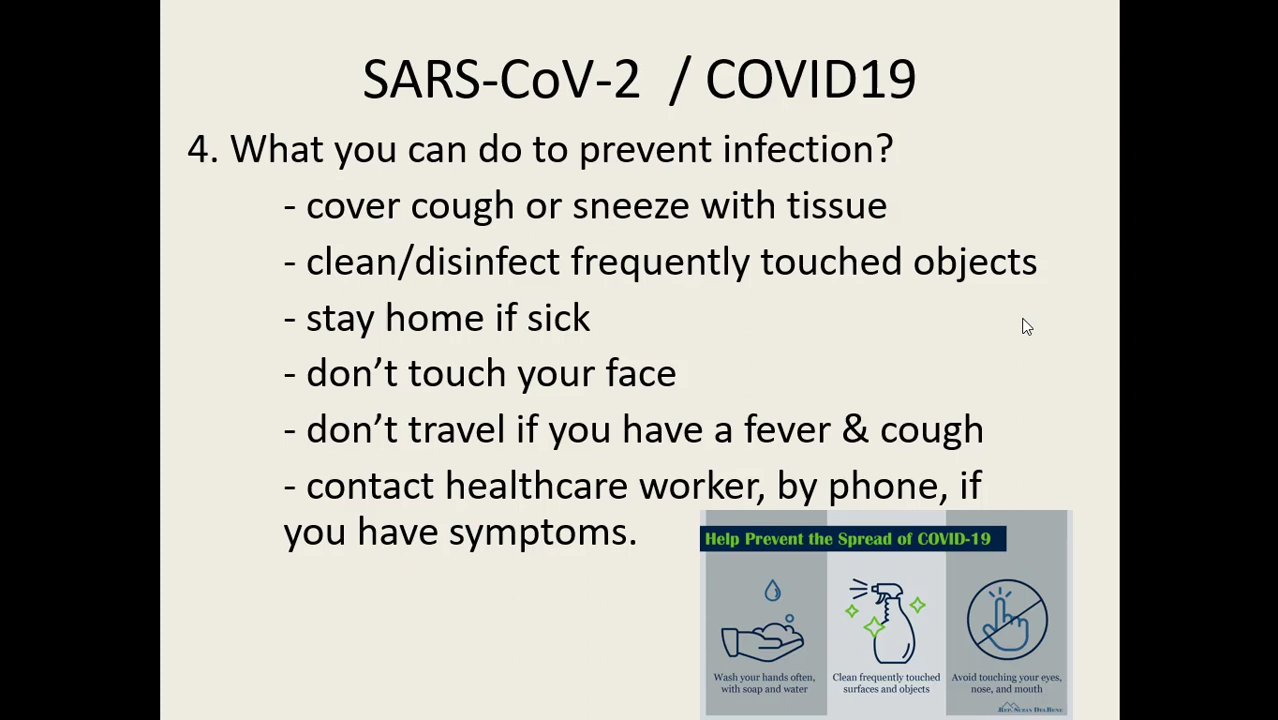 SARS-CoV-2 / COVID19
4. What you can do to prevent infection?
- cover cough or sneeze with tissue
- clean/disinfect frequently touched objects
- stay home if sick
- don’t touch your face
- don’t travel if you have a fever & cough
- contact healthcare worker, by phone, if
you have symptoms.
Help Prevent the Spread of COVID-19
Wash your hands often,
with soap and water
Clean frequently touched
surfaces and objects
Avoid touching your eyes,
nose, and mouth
Rep. Suzan DelBene